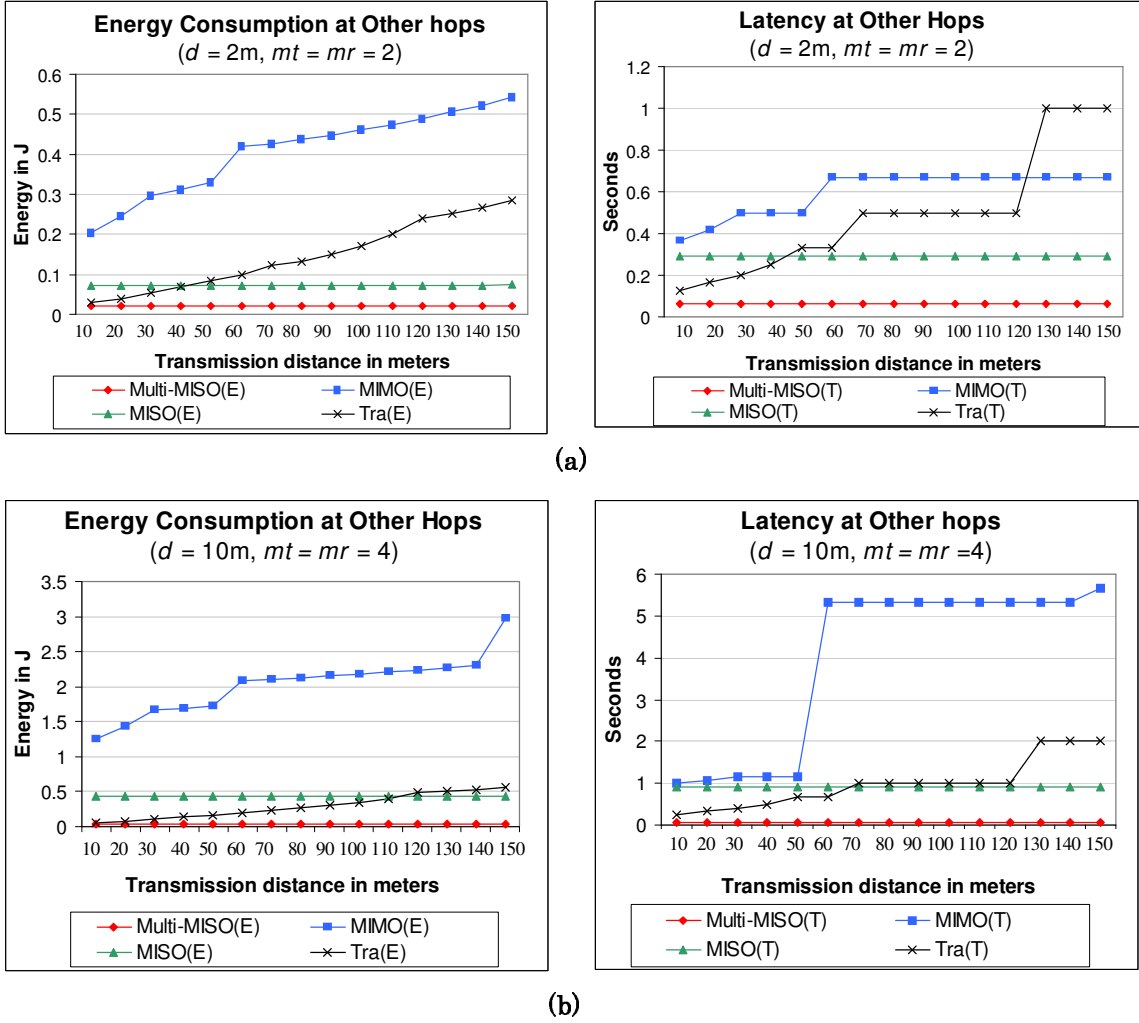 Energy Consumption at Other hops
(d = 2m, mt = mr = 2)
0.6
0.5
0.4
0.3
0.2
0.1
0
Energy in J
10 20 30 40 50 60 70 80 90 100 110 120 130 140 150
Transmission distance in meters
Multi-MISO(E) MIMO(E)
MISO(E) Tra(E)
Latency at Other Hops
(d = 2m, mt = mr = 2)
1.2
1
0.8
0.6
0.4
0.2
0
Seconds
10 20 30 40 50 60 70 80 90 100 110 120 130 140 150
Transmission distance in meters
Multi-MISO(T) MIMO(T)
MISO(T) Tra(T)
(a)
Energy Consumption at Other Hops
(d = 10m, mt = mr = 4)
3.5
3
2.5
2
1.5
1
0.5
0
Energy in J
10 20 30 40 50 60 70 80 90 100 110 120 130 140 150
Transmission distance in meters
Multi-MISO(E) MIMO(E)
MISO(E) Tra(E)
Latency at Other hops
(d = 10m, mt = mr =4)
6
5
4
3
2
1
0
Seconds
10 20 30 40 50 60 70 80 90 100 110 120 130 140 150
Transmission distance in meters
Multi-MISO(T) MIMO(T)
MISO(T) Tra(T)
(b)